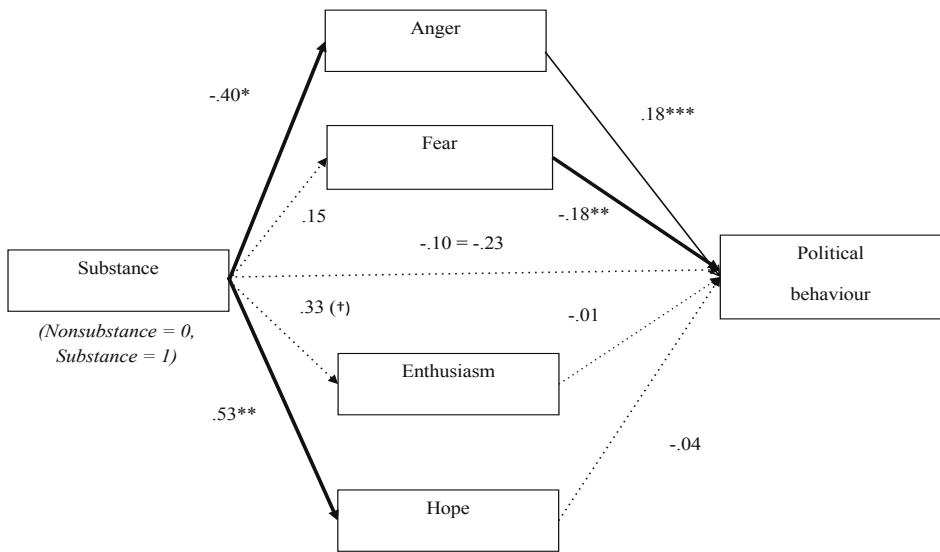 Anger
-.40*
.18***
Fear
.15
-.18**
-.10 = -.23
Substance
Political
behaviour
.33 (†)
-.01
(Nonsubstance = 0,
Substance = 1)
Enthusiasm
.53**
-.04
Hope